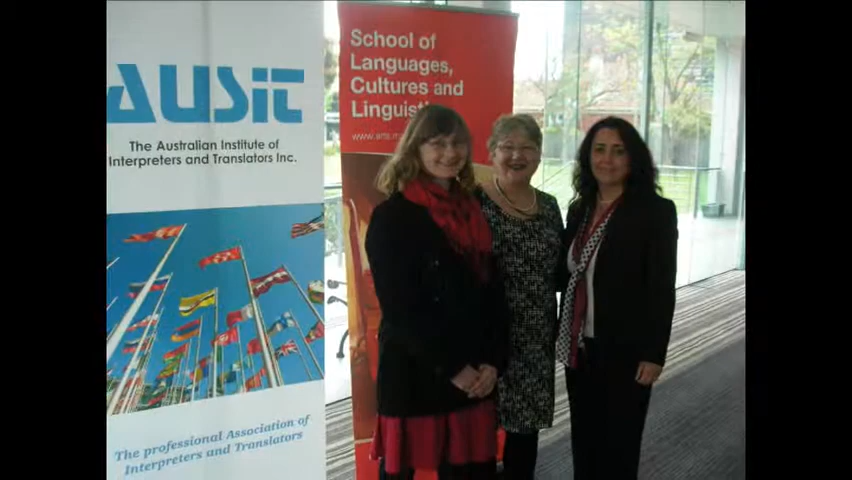 AUSIT
The Australian Institute of
Interpreters and Translators Inc.
The professional Association of
Interpreters and Translators.
School of
Languages,
Cultures and